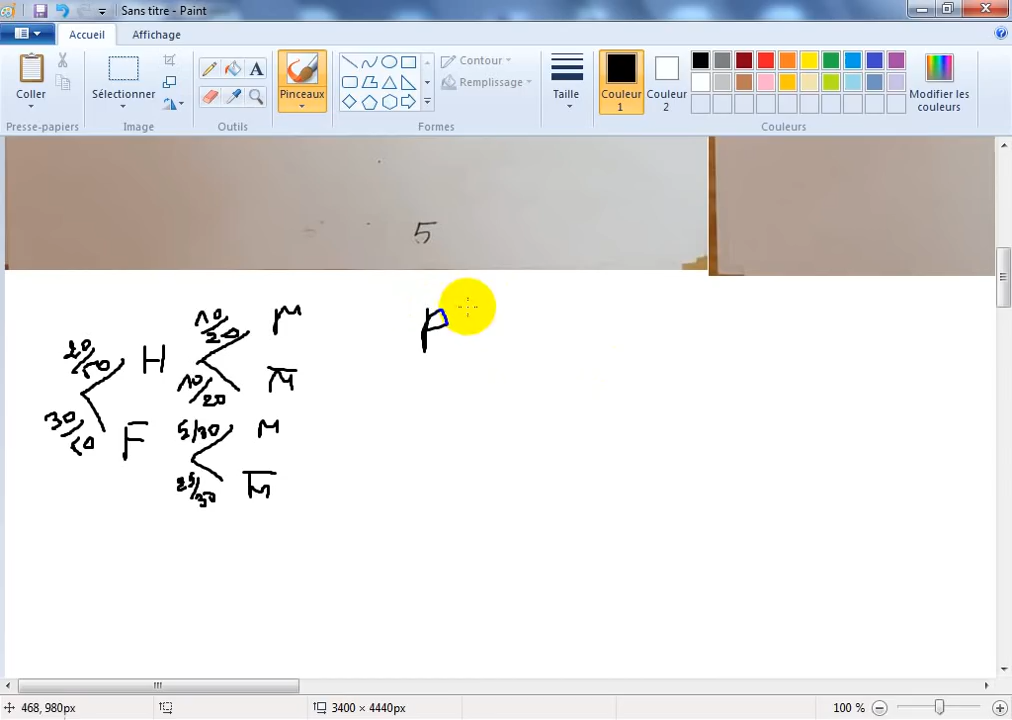 Sans titre - Paint
Accueil
Affichage
Coller
Sélectionner
Pinceaux
Contour
Remplissage
Taille
Couleur 1
Couleur 2
Modifier les couleurs
Presse-papiers
Image
Outils
Formes
Couleurs
5
10/20 M
20/50 H
10/20 M̅
30/50 F
5/30 M
25/30 M̅
P
468, 980px
3400 × 4440px
100 %